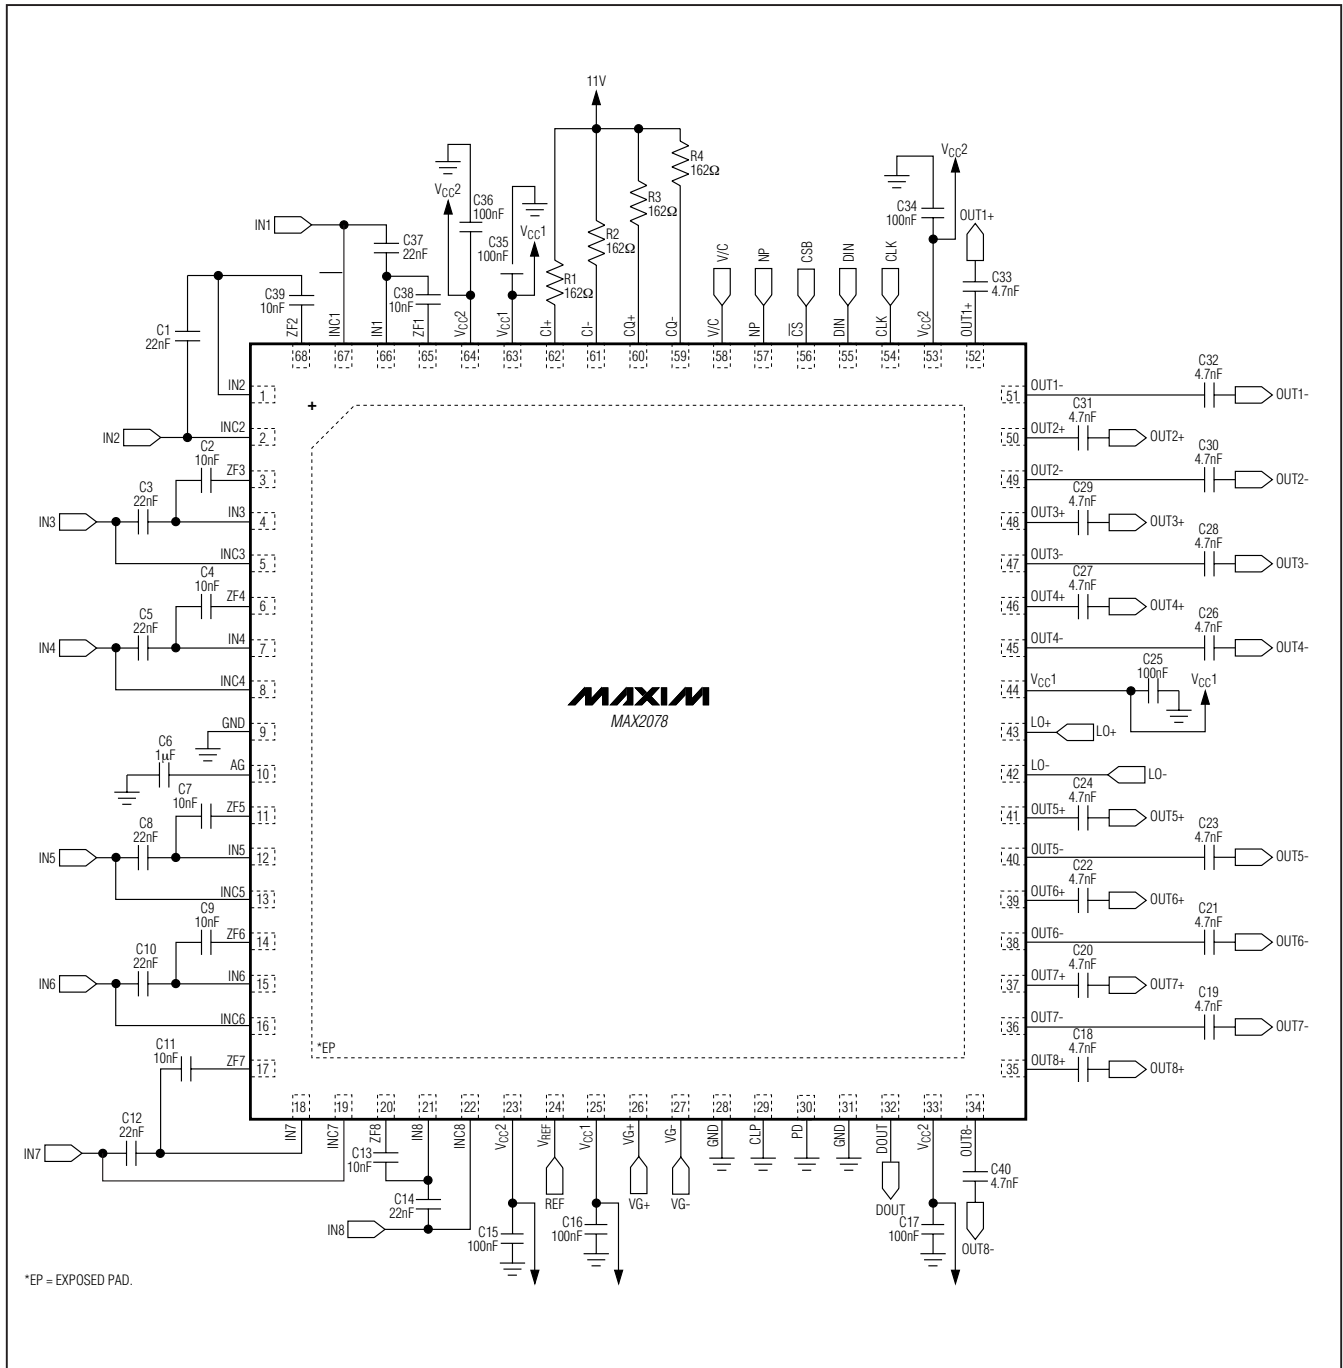 11V
R4
162Ω
R3
162Ω
R2
162Ω
R1
162Ω
VCC2
C36
100nF
C35
100nF
VCC1
C34
100nF
VCC2
OUT1+
C33
4.7nF
IN1
C37
22nF
C39
10nF
C38
10nF
C1
22nF
V/C
NP
CSB
DIN
CLK
ZF2
INC1
IN1
ZF1
VCC2
VCC1
CI+
CI-
CQ+
CQ-
V/C
NP
CS
DIN
CLK
VCC2
OUT1+
68
67
66
65
64
63
62
61
60
59
58
57
56
55
54
53
52
IN2
1
IN2
INC2
2
C2
10nF
ZF3
3
C3
22nF
IN3
IN3
4
INC3
5
C4
10nF
ZF4
6
C5
22nF
IN4
IN4
7
INC4
8
GND
9
C6
1µF
AG
10
C7
10nF
ZF5
11
C8
22nF
IN5
IN5
12
INC5
13
C9
10nF
ZF6
14
C10
22nF
IN6
IN6
15
INC6
16
C11
10nF
ZF7
17
C12
22nF
IN7
+
MAXIM
MAX2078
*EP
51
OUT1-
C32
4.7nF
OUT1-
50
OUT2+
C31
4.7nF
OUT2+
49
OUT2-
C30
4.7nF
OUT2-
48
OUT3+
C29
4.7nF
OUT3+
47
OUT3-
C28
4.7nF
OUT3-
46
OUT4+
C27
4.7nF
OUT4+
45
OUT4-
C26
4.7nF
OUT4-
44
VCC1
C25
100nF
VCC1
43
LO+
LO+
42
LO-
LO-
41
OUT5+
C24
4.7nF
OUT5+
40
OUT5-
C23
4.7nF
OUT5-
39
OUT6+
C22
4.7nF
OUT6+
38
OUT6-
C21
4.7nF
OUT6-
37
OUT7+
C20
4.7nF
OUT7+
36
OUT7-
C19
4.7nF
OUT7-
35
OUT8+
C18
4.7nF
OUT8+
18
19
20
21
22
23
24
25
26
27
28
29
30
31
32
33
34
IN7
INC7
ZF8
IN8
INC8
VCC2
VREF
VCC1
VG+
VG-
GND
CLP
PD
GND
DOUT
VCC2
OUT8-
C13
10nF
C14
22nF
IN8
C15
100nF
REF
C16
100nF
VG+
VG-
DOUT
C17
100nF
C40
4.7nF
OUT8-
*EP = EXPOSED PAD.